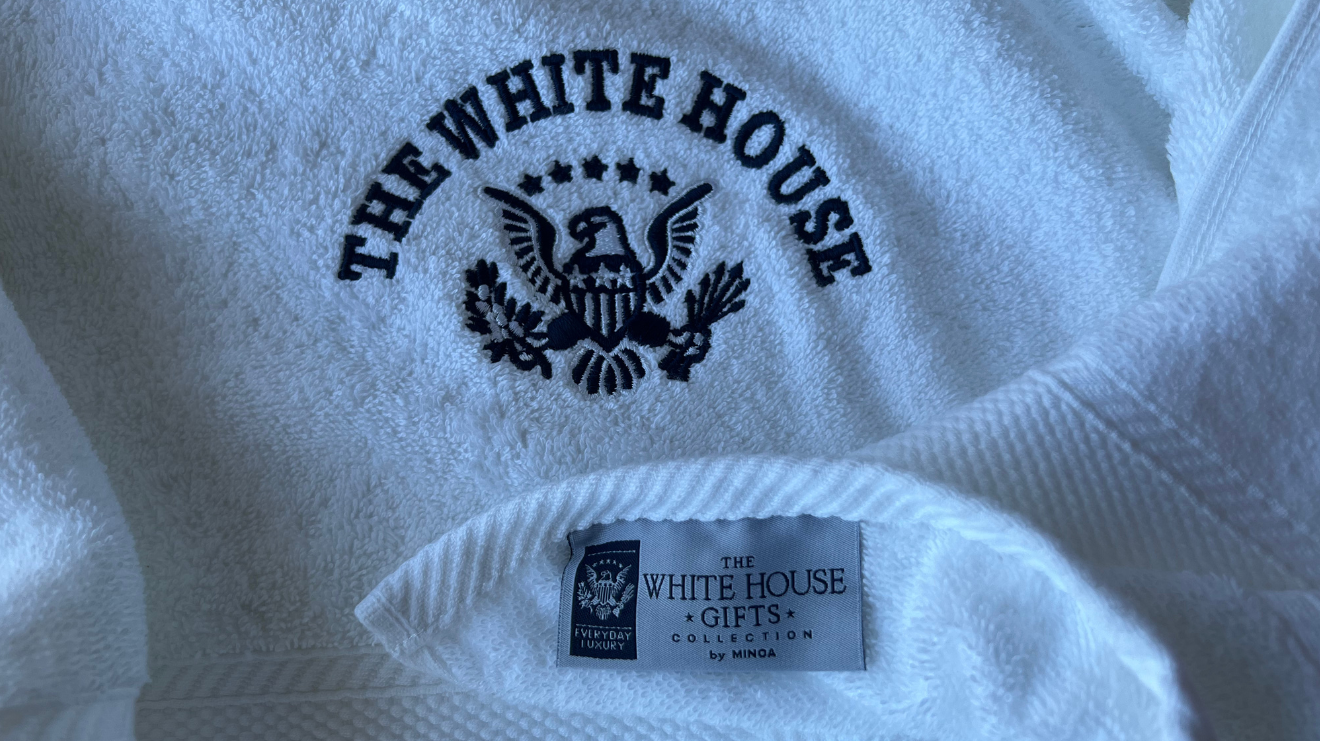 THE WHITE HOUSE
THE
WHITE HOUSE
GIFTS
COLLECTION
by MINOA
EVERYDAY
LUXURY